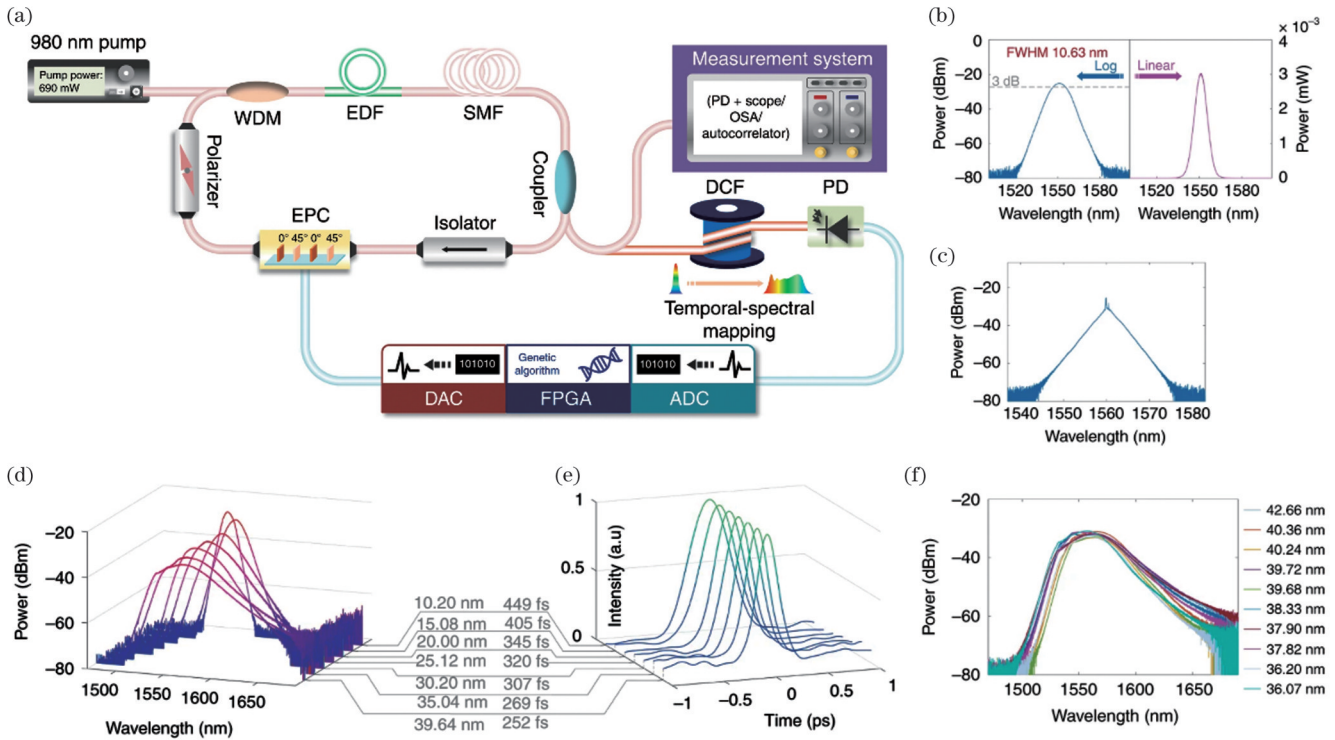 (a)
980 nm pump
Pump power:
690 mW
WDM
EDF
SMF
Polarizer
EPC
0° 45° 0° 45°
Isolator
Coupler
Measurement system
(PD + scope/
OSA/
autocorrelator)
DCF
PD
Temporal-spectral
mapping
101010
Genetic
algorithm
101010
DAC
FPGA
ADC
(b)
× 10⁻³
0
−20
−40
−60
−80
Power (dBm)
FWHM 10.63 nm
Log
Linear
3 dB
4
3
2
1
0
Power (mW)
1520 1550 1580
1520 1550 1580
Wavelength (nm)
Wavelength (nm)
(c)
−20
−40
−60
−80
Power (dBm)
1540 1550 1560 1570 1580
Wavelength (nm)
(d)
−20
−40
−60
−80
Power (dBm)
1500
1550
1600
1650
Wavelength (nm)
10.20 nm 449 fs
15.08 nm 405 fs
20.00 nm 345 fs
25.12 nm 320 fs
30.20 nm 307 fs
35.04 nm 269 fs
39.64 nm 252 fs
(e)
1
0.5
0
Intensity (a.u)
−1
−0.5
0
0.5
1
Time (ps)
(f)
−20
−40
−60
−80
Power (dBm)
1500 1550 1600 1650
Wavelength (nm)
42.66 nm
40.36 nm
40.24 nm
39.72 nm
39.68 nm
38.33 nm
37.90 nm
37.82 nm
36.20 nm
36.07 nm